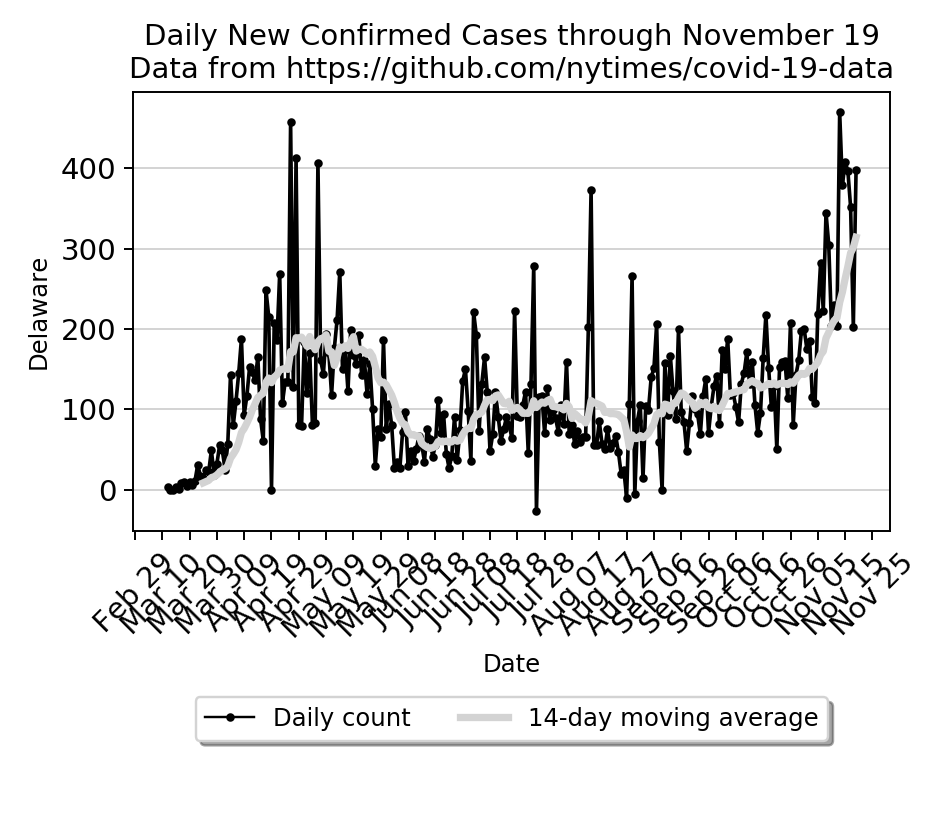 Daily New Confirmed Cases through November 19
Data from https://github.com/nytimes/covid-19-data
Delaware
400
300
200
100
0
Feb 29
Mar 10
Mar 20
Mar 30
Apr 09
Apr 19
Apr 29
May 09
May 19
May 29
Jun 08
Jun 18
Jun 28
Jul 08
Jul 18
Jul 28
Aug 07
Aug 17
Aug 27
Sep 06
Sep 16
Sep 26
Oct 06
Oct 16
Oct 26
Nov 05
Nov 15
Nov 25
Date
Daily count
14-day moving average